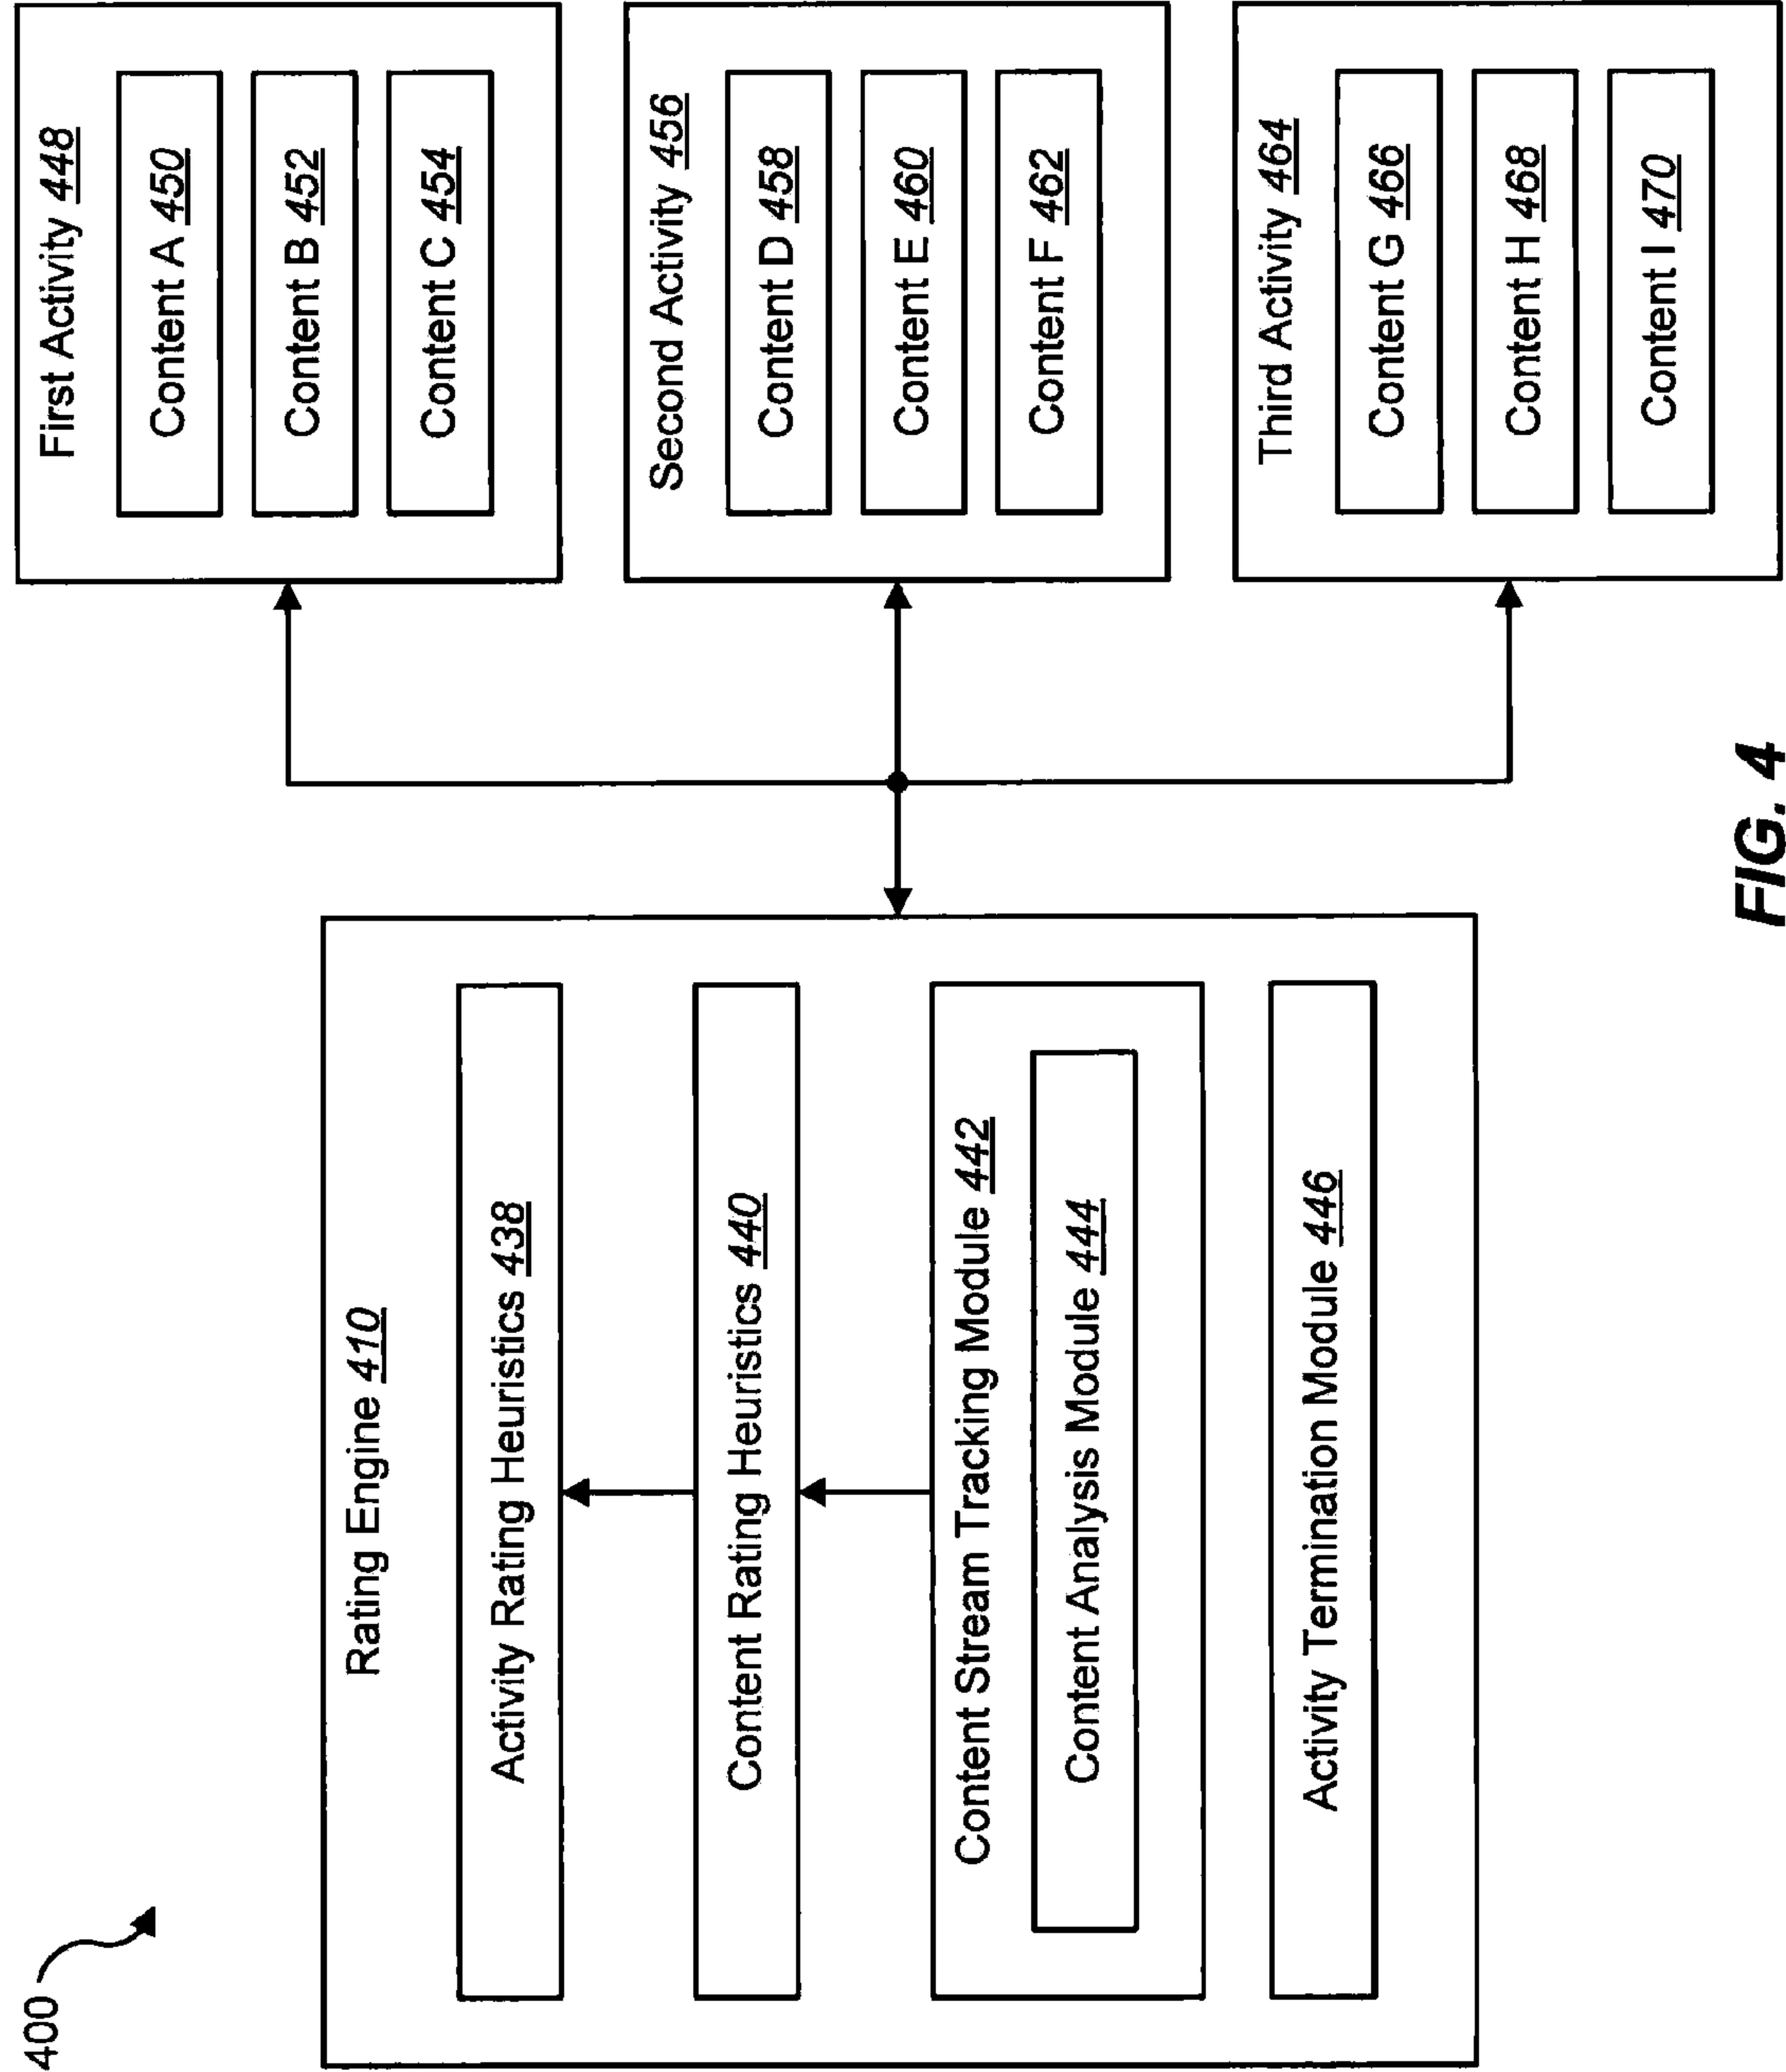 400
Rating Engine 410
Activity Rating Heuristics 438
Content Rating Heuristics 440
Content Stream Tracking Module 442
Content Analysis Module 444
Activity Termination Module 446
First Activity 448
Content A 450
Content B 452
Content C 454
Second Activity 456
Content D 458
Content E 460
Content F 462
Third Activity 464
Content G 466
Content H 468
Content I 470
FIG. 4